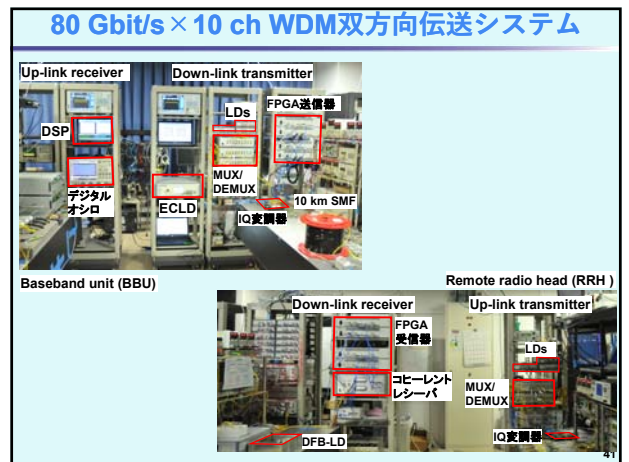 80 Gbit/s×10 ch WDM双方向伝送システム
Up-link receiver
Down-link transmitter
LDs
FPGA送信器
DSP
MUX/
DEMUX
デジタル
オシロ
ECLD
10 km SMF
IQ変調器
Baseband unit (BBU)
Remote radio head (RRH )
Down-link receiver
Up-link transmitter
FPGA
受信器
LDs
コヒーレント
レシーバ
MUX/
DEMUX
DFB-LD
IQ変調器
41